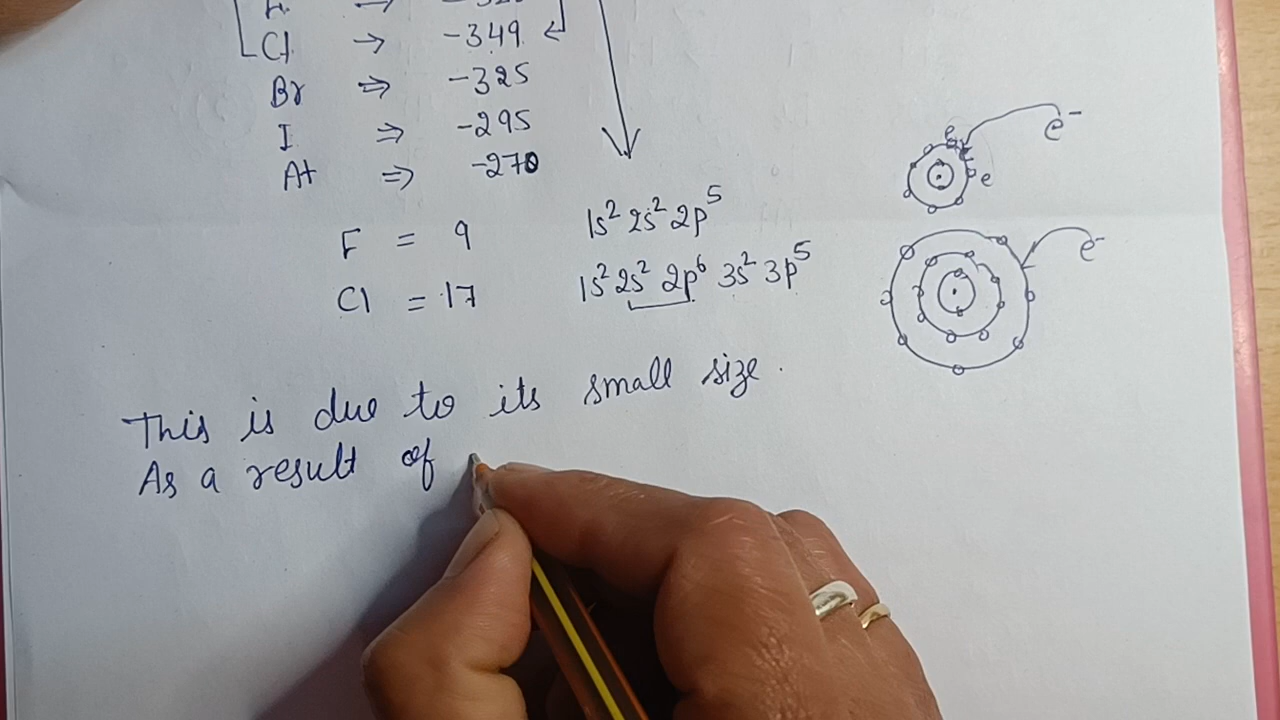 Cl → -349
Br ⇒ -325
I ⇒ -295
At ⇒ -270
e⁻
e
e
F = 9 1s² 2s² 2p⁵
Cl = 17 1s² 2s² 2p⁶ 3s² 3p⁵
e⁻
This is due to its small size.
As a result of